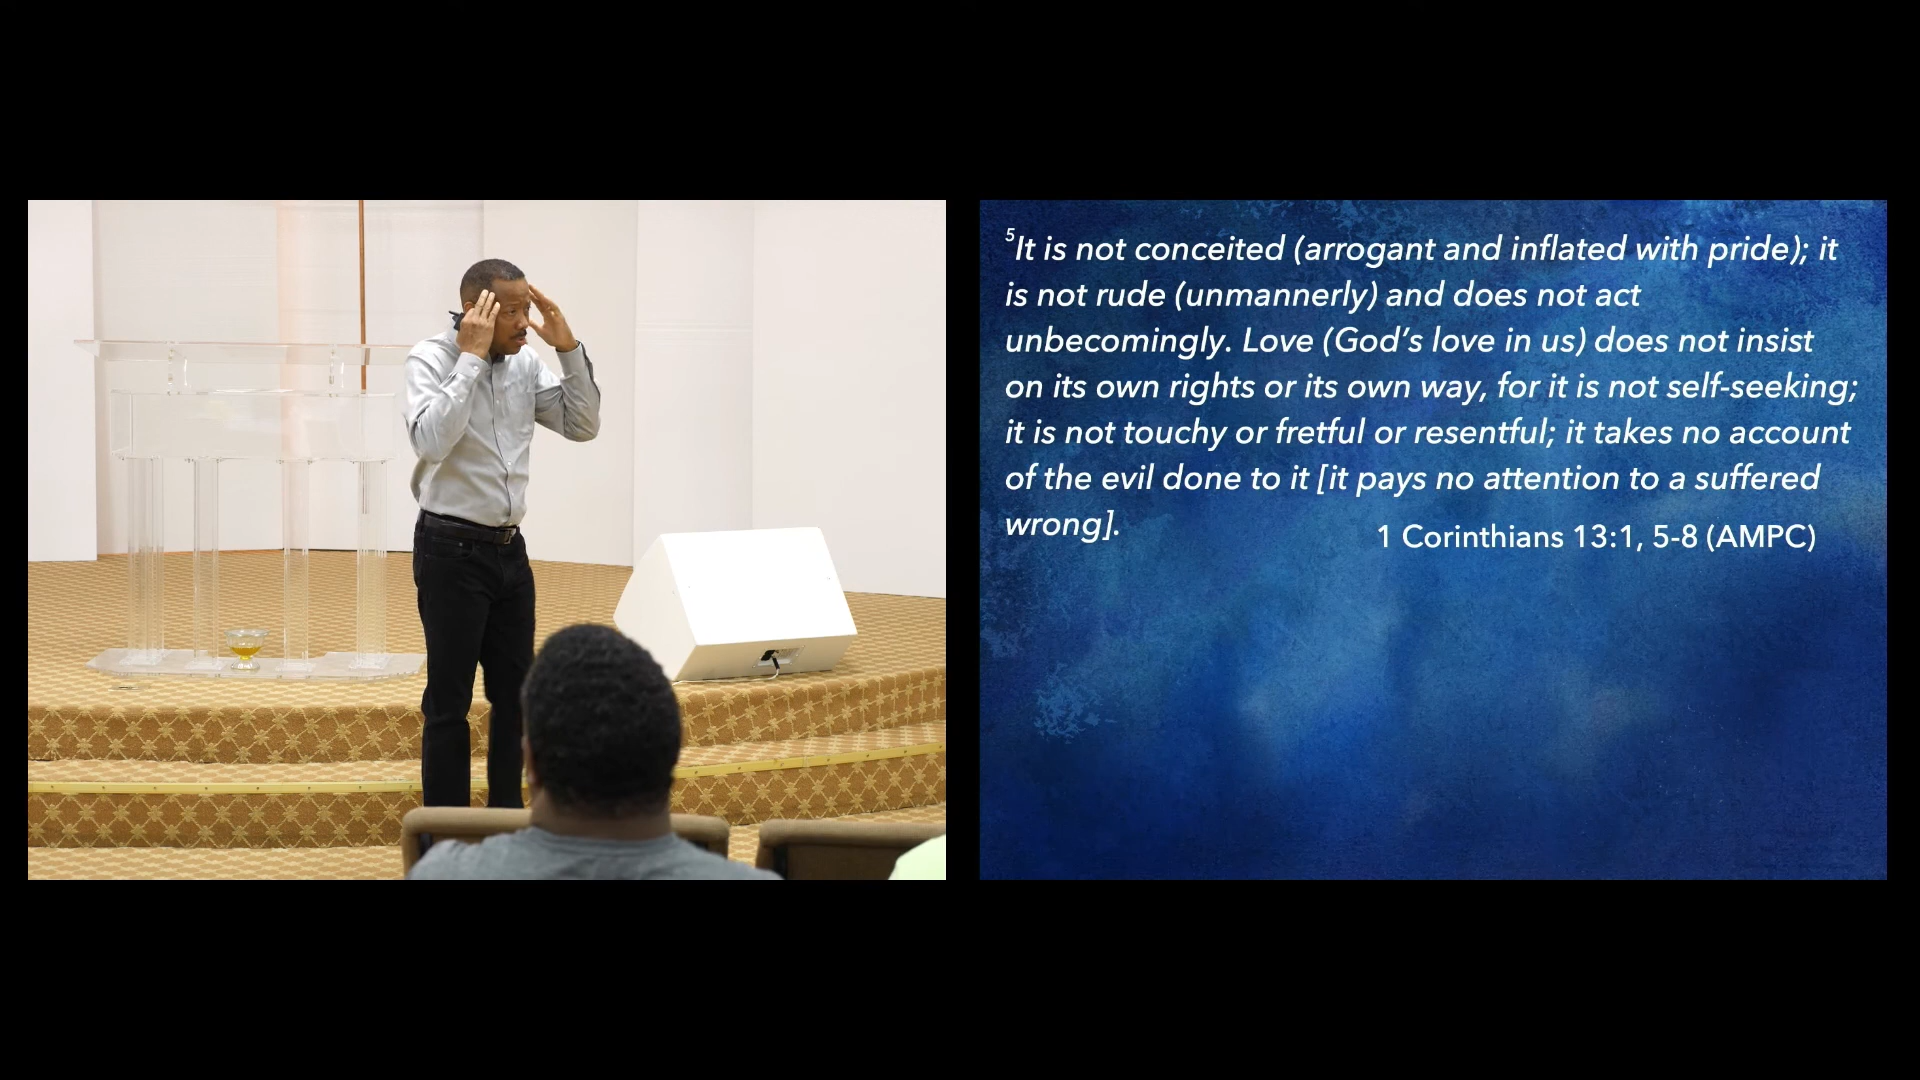 ⁵It is not conceited (arrogant and inflated with pride); it
is not rude (unmannerly) and does not act
unbecomingly. Love (God’s love in us) does not insist
on its own rights or its own way, for it is not self-seeking;
it is not touchy or fretful or resentful; it takes no account
of the evil done to it [it pays no attention to a suffered
wrong].
1 Corinthians 13:1, 5-8 (AMPC)